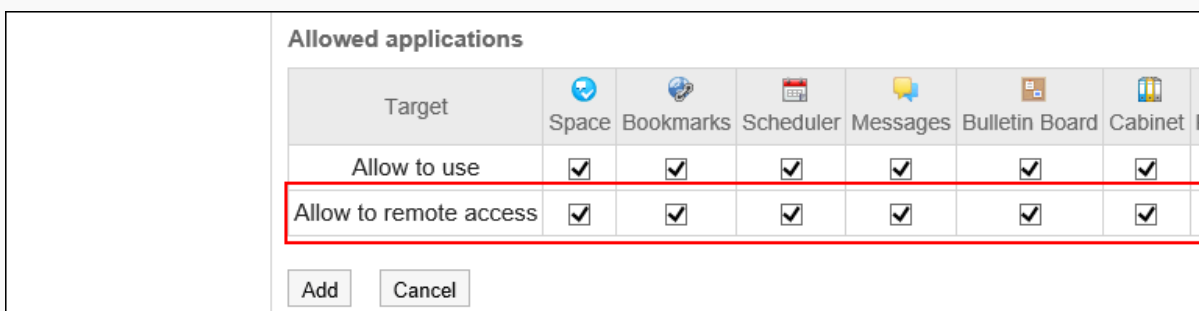 Allowed applications
Target Space Bookmarks Scheduler Messages Bulletin Board Cabinet
Allow to use
Allow to remote access
Add Cancel